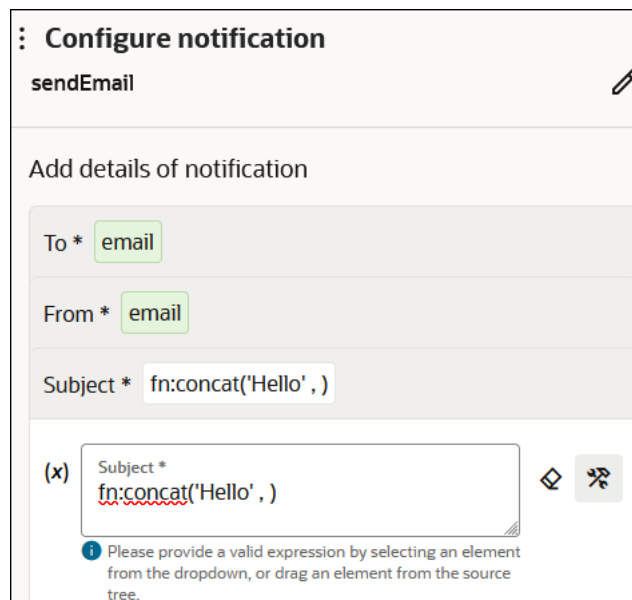 Configure notification
sendEmail
Add details of notification
To * email
From * email
Subject * fn:concat('Hello' , )
(x)
Subject *
fn:concat('Hello' , )
Please provide a valid expression by selecting an element
from the dropdown, or drag an element from the source
tree.